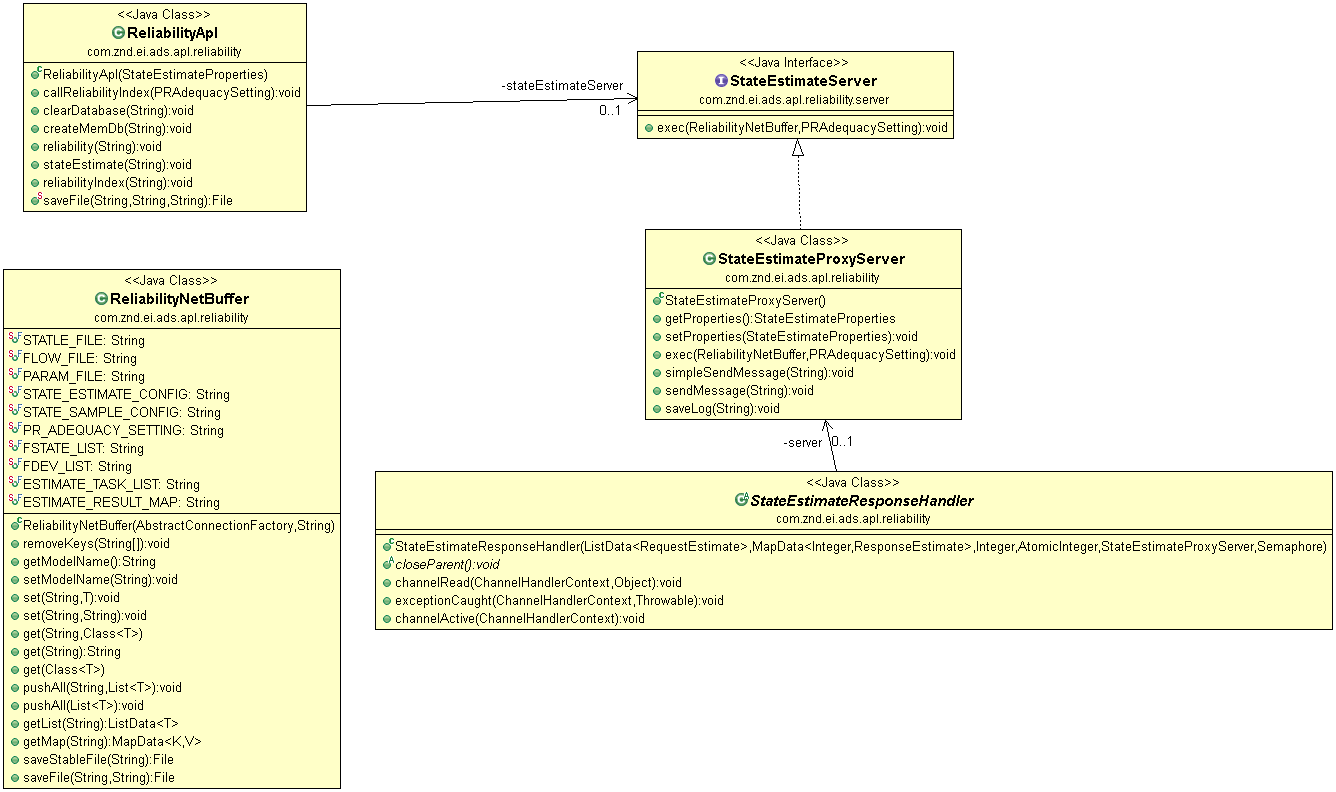 <<Java Class>>
ReliabilityApl
com.znd.ei.ads.apl.reliability
ReliabilityApl(StateEstimateProperties)
callReliabilityIndex(PRAdequacySetting):void
clearDatabase(String):void
createMemDb(String):void
reliability(String):void
stateEstimate(String):void
reliabilityIndex(String):void
saveFile(String,String,String):File
-stateEstimateServer
0..1
<<Java Interface>>
StateEstimateServer
com.znd.ei.ads.apl.reliability.server
exec(ReliabilityNetBuffer,PRAdequacySetting):void
<<Java Class>>
StateEstimateProxyServer
com.znd.ei.ads.apl.reliability
StateEstimateProxyServer()
getProperties():StateEstimateProperties
setProperties(StateEstimateProperties):void
exec(ReliabilityNetBuffer,PRAdequacySetting):void
simpleSendMessage(String):void
sendMessage(String):void
saveLog(String):void
-server 0..1
<<Java Class>>
ReliabilityNetBuffer
com.znd.ei.ads.apl.reliability
STATLE_FILE: String
FLOW_FILE: String
PARAM_FILE: String
STATE_ESTIMATE_CONFIG: String
STATE_SAMPLE_CONFIG: String
PR_ADEQUACY_SETTING: String
FSTATE_LIST: String
FDEV_LIST: String
ESTIMATE_TASK_LIST: String
ESTIMATE_RESULT_MAP: String
ReliabilityNetBuffer(AbstractConnectionFactory,String)
removeKeys(String[]):void
getModelName():String
setModelName(String):void
set(String,T):void
set(String,String):void
get(String,Class<T>)
get(String):String
get(Class<T>)
pushAll(String,List<T>):void
pushAll(List<T>):void
getList(String):ListData<T>
getMap(String):MapData<K,V>
saveStableFile(String):File
saveFile(String,String):File
<<Java Class>>
StateEstimateResponseHandler
com.znd.ei.ads.apl.reliability
StateEstimateResponseHandler(ListData<RequestEstimate>,MapData<Integer,ResponseEstimate>,Integer,AtomicInteger,StateEstimateProxyServer,Semaphore)
closeParent():void
channelRead(ChannelHandlerContext,Object):void
exceptionCaught(ChannelHandlerContext,Throwable):void
channelActive(ChannelHandlerContext):void